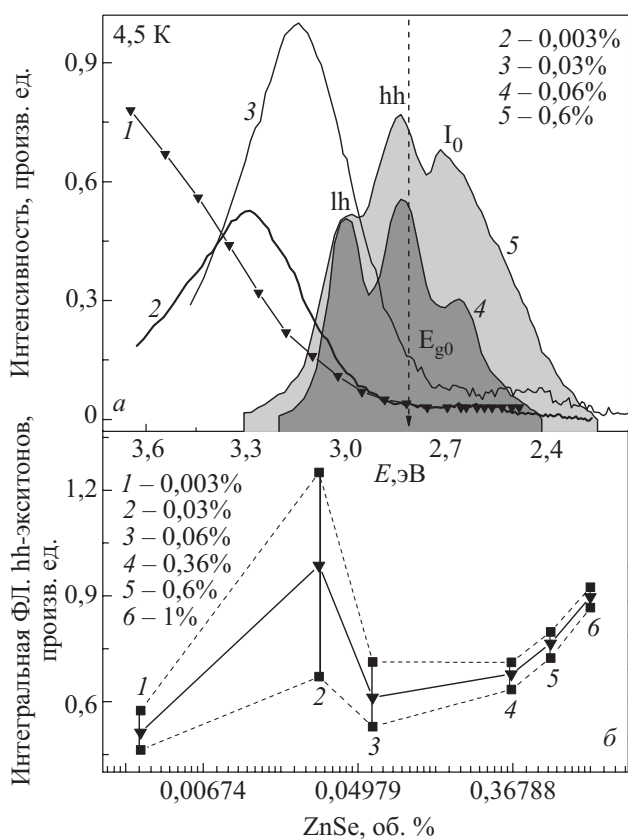 4,5 К
2 – 0,003%
3 – 0,03%
4 – 0,06%
5 – 0,6%
0,9
0,6
0,3
0
1
2
3
hh
I0
lh
5
4
Eg0
а
Интенсивность, произв. ед.
3,6
3,3
3,0
2,7
2,4
E,эВ
1 – 0,003%
2 – 0,03%
3 – 0,06%
4 – 0,36%
5 – 0,6%
6 – 1%
1,2
0,9
0,6
1
2
3
4
5
6
б
Интегральная ФЛ. hh-экситонов,
произв. ед.
0,00674
0,04979
0,36788
ZnSe, об. %